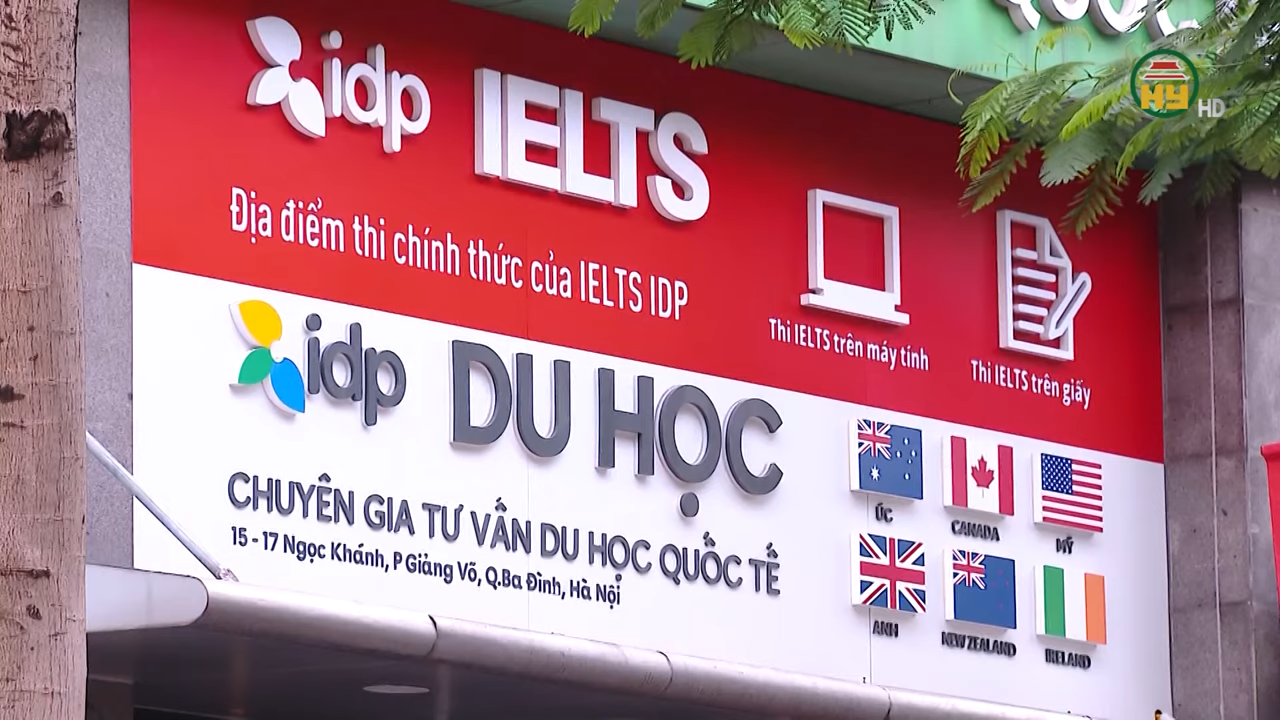 HY HD
idp IELTS
Địa điểm thi chính thức của IELTS IDP
Thi IELTS trên máy tính
Thi IELTS trên giấy
idp DU HỌC
CHUYÊN GIA TƯ VẤN DU HỌC QUỐC TẾ
15 - 17 Ngọc Khánh, P Giảng Võ, Q.Ba Đình, Hà Nội
ÚC
CANADA
MỸ
ANH
NEW ZEALAND
IRELAND